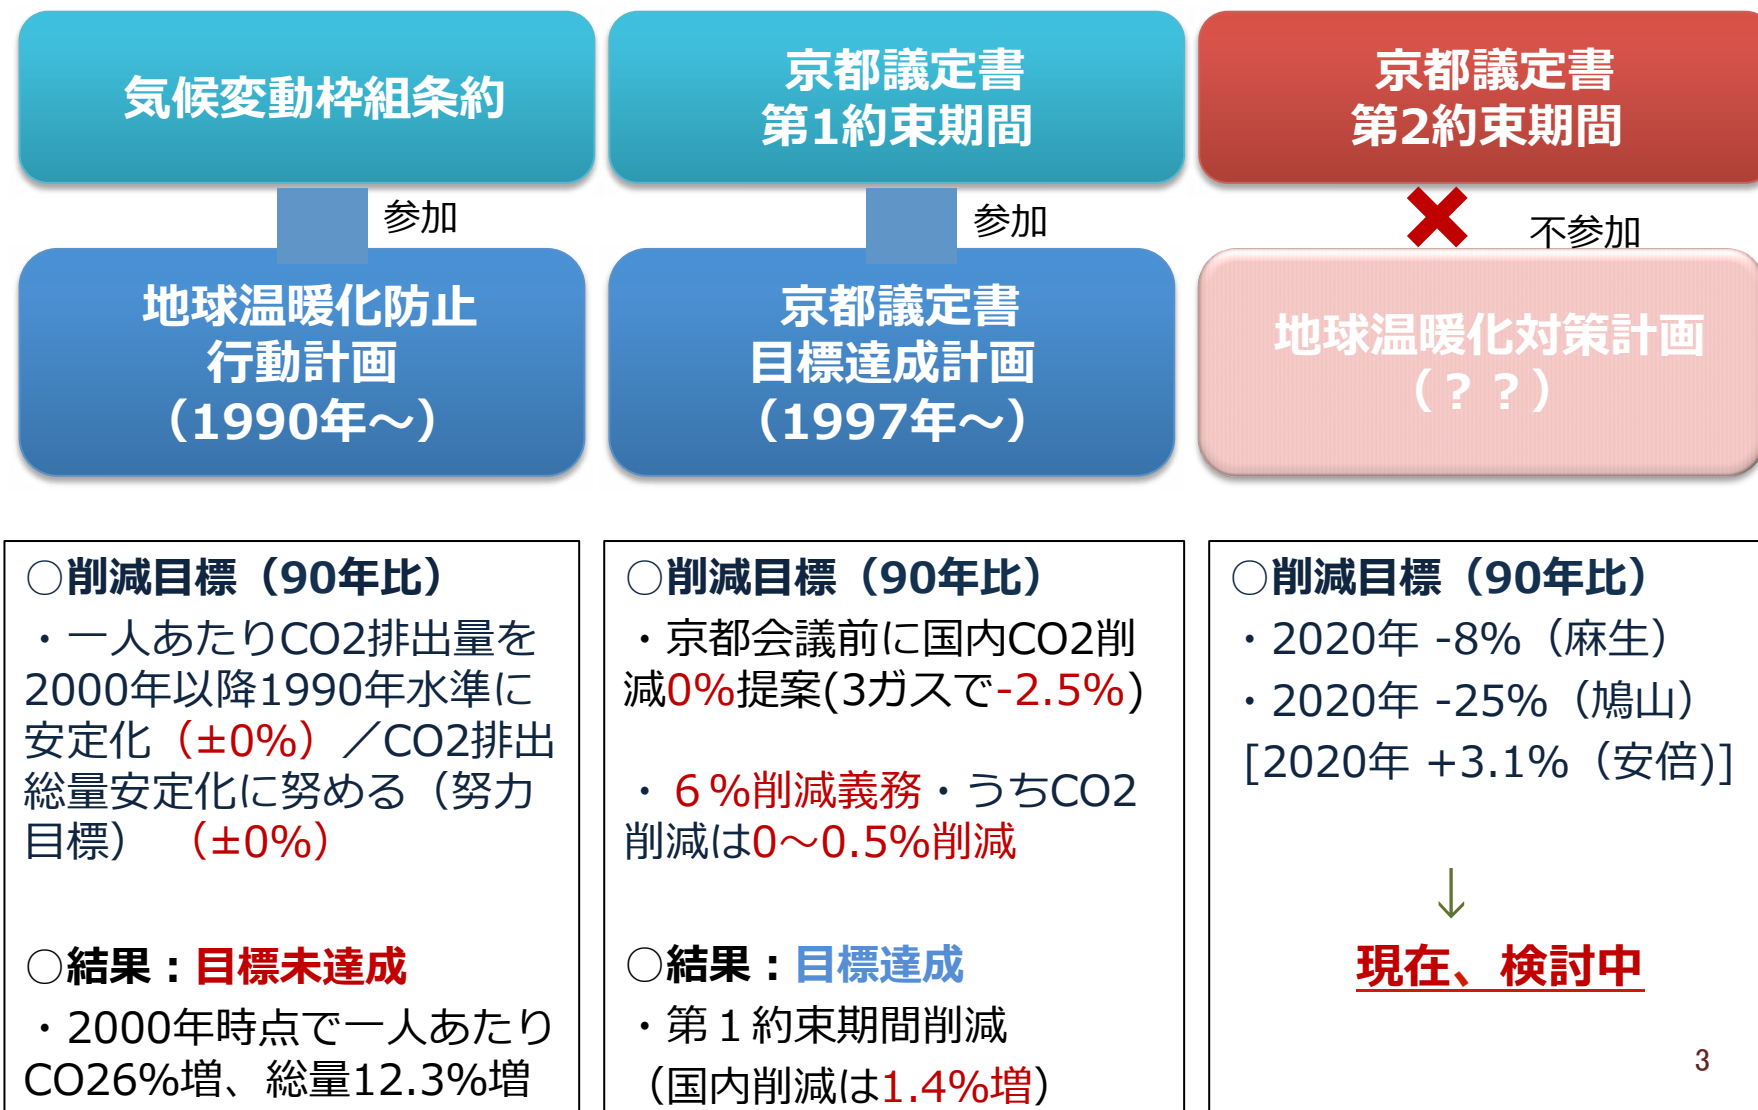 気候変動枠組条約
参加
地球温暖化防止
行動計画
（1990年～）
○削減目標（90年比）
・一人あたりCO2排出量を
2000年以降1990年水準に
安定化（±0%）／CO2排出
総量安定化に努める（努力
目標）　（±0%）
○結果：目標未達成
・2000年時点で一人あたり
CO26%増、総量12.3%増
京都議定書
第1約束期間
参加
京都議定書
目標達成計画
（1997年～）
○削減目標（90年比）
・京都会議前に国内CO2削
減0%提案(3ガスで-2.5%)
・６%削減義務・うちCO2
削減は0～0.5%削減
○結果：目標達成
・第１約束期間削減
（国内削減は1.4%増）
京都議定書
第2約束期間
不参加
地球温暖化対策計画
（？？）
○削減目標（90年比）
・2020年 -8%（麻生）
・2020年 -25%（鳩山）
[2020年 +3.1%（安倍)]
↓
現在、検討中
3